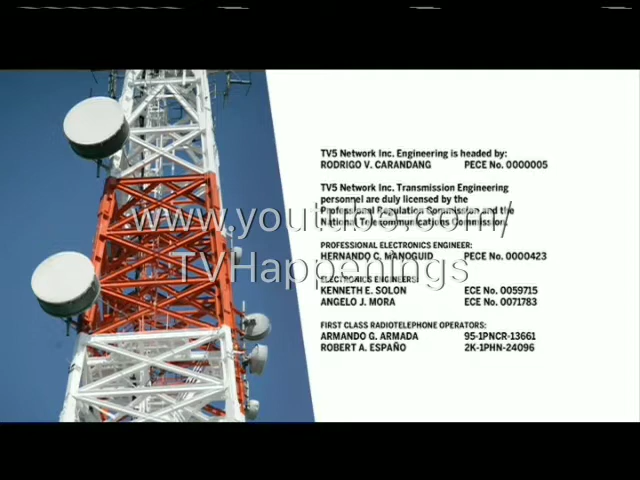 TV5 Network Inc. Engineering is headed by:
RODRIGO V. CARANDANG PECE No. 0000005
TV5 Network Inc. Transmission Engineering
personnel are duly licensed by the
Professional Regulation Commission and the
National Telecommunications Commission.
www.youtube.com/
TVHappenings
PROFESSIONAL ELECTRONICS ENGINEER:
HERNANDO C. MANOGUID PECE No. 0000423
ELECTRONICS ENGINEERS:
KENNETH E. SOLON ECE No. 0059715
ANGELO J. MORA ECE No. 0071783
FIRST CLASS RADIOTELEPHONE OPERATORS:
ARMANDO G. ARMADA 95-1PNCR-13661
ROBERT A. ESPAÑO 2K-1PHN-24096